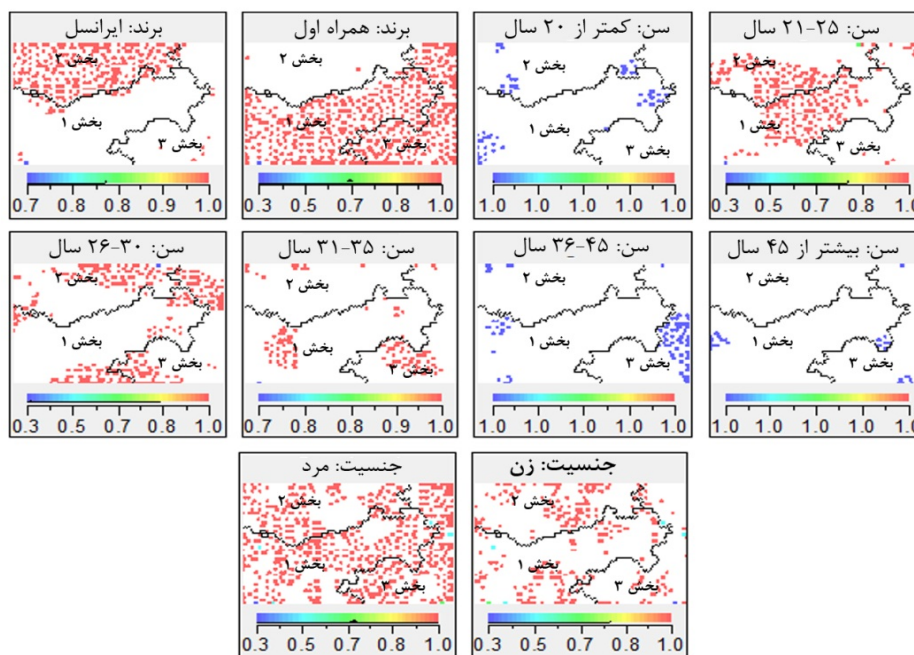 برند: ایرانسل
بخش ۲
بخش ۱
بخش ۳
0.7 0.8 0.8 0.9 1.0
برند: همراه اول
بخش ۲
بخش ۱
بخش ۳
0.3 0.5 0.7 0.8 1.0
سن: کمتر از ۲۰ سال
بخش ۲
بخش ۱
بخش ۳
1.0 1.0 1.0 1.0 1.0
سن: ۲۱-۲۵ سال
بخش ۲
بخش ۱
بخش ۳
0.5 0.6 0.8 0.9 1.0
سن: ۲۶-۳۰ سال
بخش ۲
بخش ۱
بخش ۳
0.3 0.5 0.7 0.8 1.0
سن: ۳۱-۳۵ سال
بخش ۲
بخش ۱
بخش ۳
0.7 0.8 0.8 0.9 1.0
سن: ۳۶-۴۵ سال
بخش ۲
بخش ۱
بخش ۳
1.0 1.0 1.0 1.0 1.0
سن: بیشتر از ۴۵ سال
بخش ۲
بخش ۱
بخش ۳
1.0 1.0 1.0 1.0 1.0
جنسیت: مرد
بخش ۲
بخش ۱
بخش ۳
0.3 0.5 0.7 0.8 1.0
جنسیت: زن
بخش ۲
بخش ۱
بخش ۳
0.3 0.5 0.7 0.8 1.0